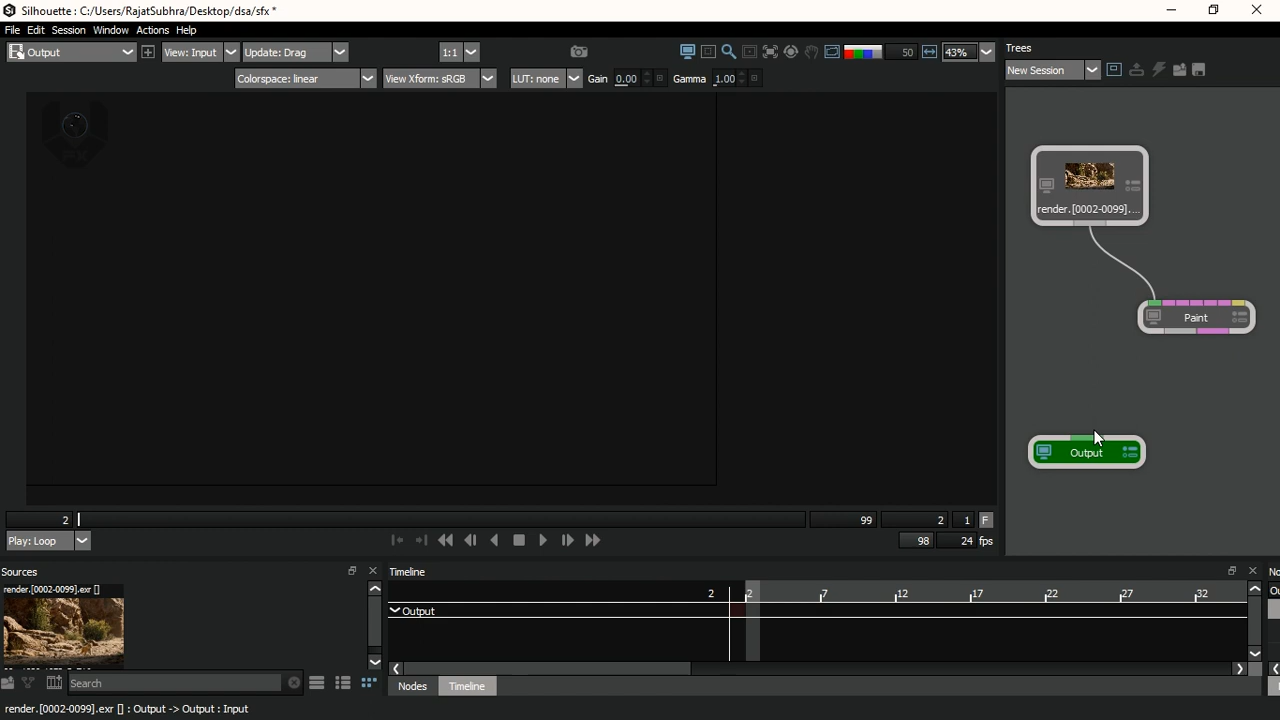 Silhouette : C:/Users/RajatSubhra/Desktop/dsa/sfx *
File Edit Session Window Actions Help
Output View: Input Update: Drag 1:1 50 43%
Colorspace: linear View Xform: sRGB LUT: none Gain 0.00 Gamma 1.00
Trees
New Session
render.[0002-0099]....
Paint
Output
2 99 2 1 F
Play: Loop 98 24 fps
Sources
render.[0002-0099].exr []
Search
Timeline
2 2 7 12 17 22 27 32
Output
Nodes Timeline
render.[0002-0099].exr [] : Output -> Output : Input